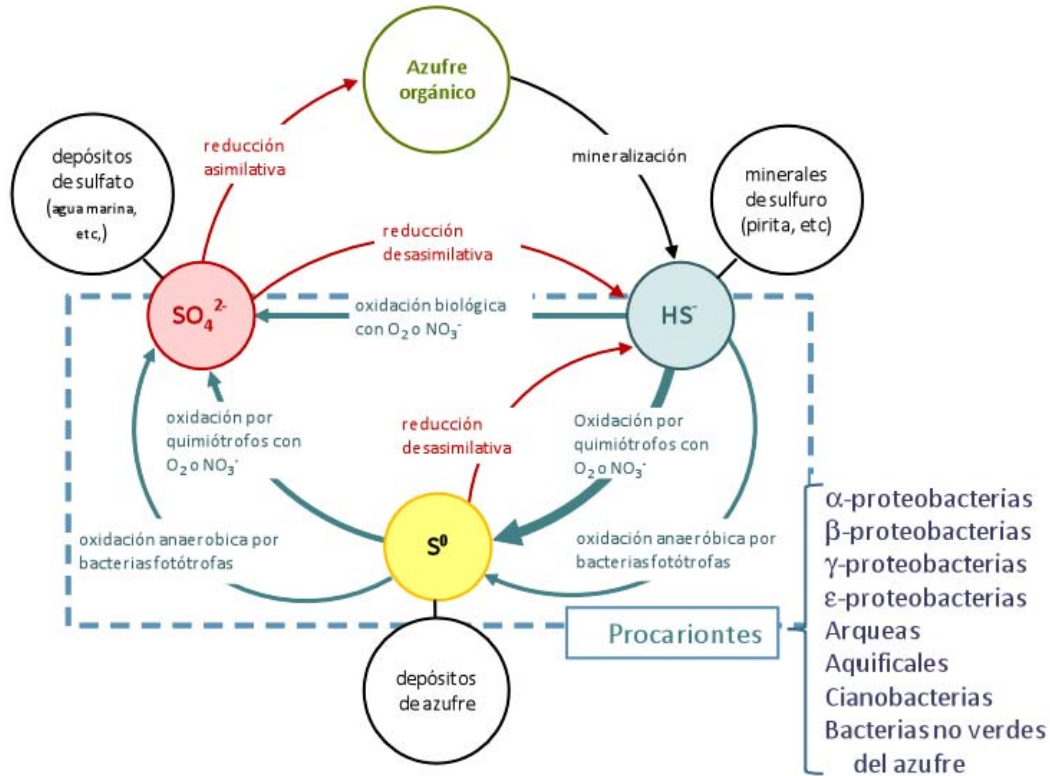 Azufre
orgánico
reducción
asimilativa
mineralización
depósitos
de sulfato
(agua marina,
etc,)
minerales
de sulfuro
(pirita, etc)
reducción
desasimilativa
SO₄²⁻
HS⁻
oxidación biológica
con O₂ o NO₃⁻
oxidación por
quimiótrofos con
O₂ o NO₃⁻
reducción
desasimilativa
Oxidación por
quimiótrofos con
O₂ o NO₃⁻
oxidación anaeróbica por
bacterias fotótrofas
S⁰
oxidación anaeróbica por
bacterias fotótrofas
depósitos
de azufre
Procariontes
α-proteobacterias
β-proteobacterias
γ-proteobacterias
ε-proteobacterias
Arqueas
Aquificales
Cianobacterias
Bacterias no verdes
del azufre